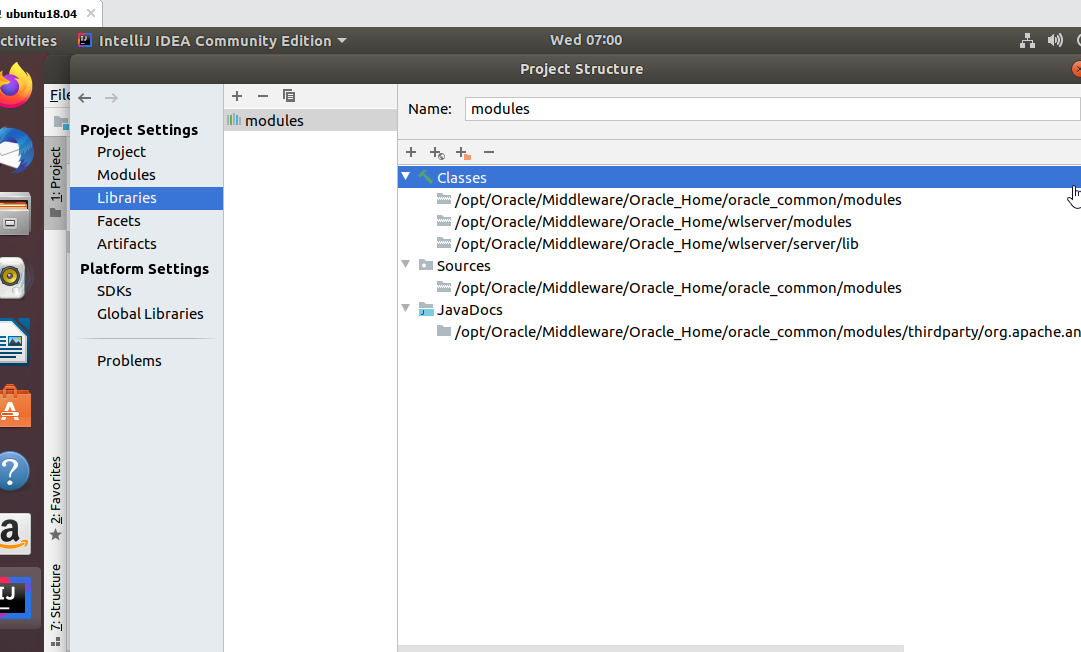 ubuntu18.04
ctivities IntelliJ IDEA Community Edition Wed 07:00
Project Structure
File
Name: modules
modules
Project Settings
Project
Modules
Libraries
Facets
Artifacts
Platform Settings
SDKs
Global Libraries
Problems
Classes
/opt/Oracle/Middleware/Oracle_Home/oracle_common/modules
/opt/Oracle/Middleware/Oracle_Home/wlserver/modules
/opt/Oracle/Middleware/Oracle_Home/wlserver/server/lib
Sources
/opt/Oracle/Middleware/Oracle_Home/oracle_common/modules
JavaDocs
/opt/Oracle/Middleware/Oracle_Home/oracle_common/modules/thirdparty/org.apache.an
1: Project
2: Favorites
7: Structure
IJ